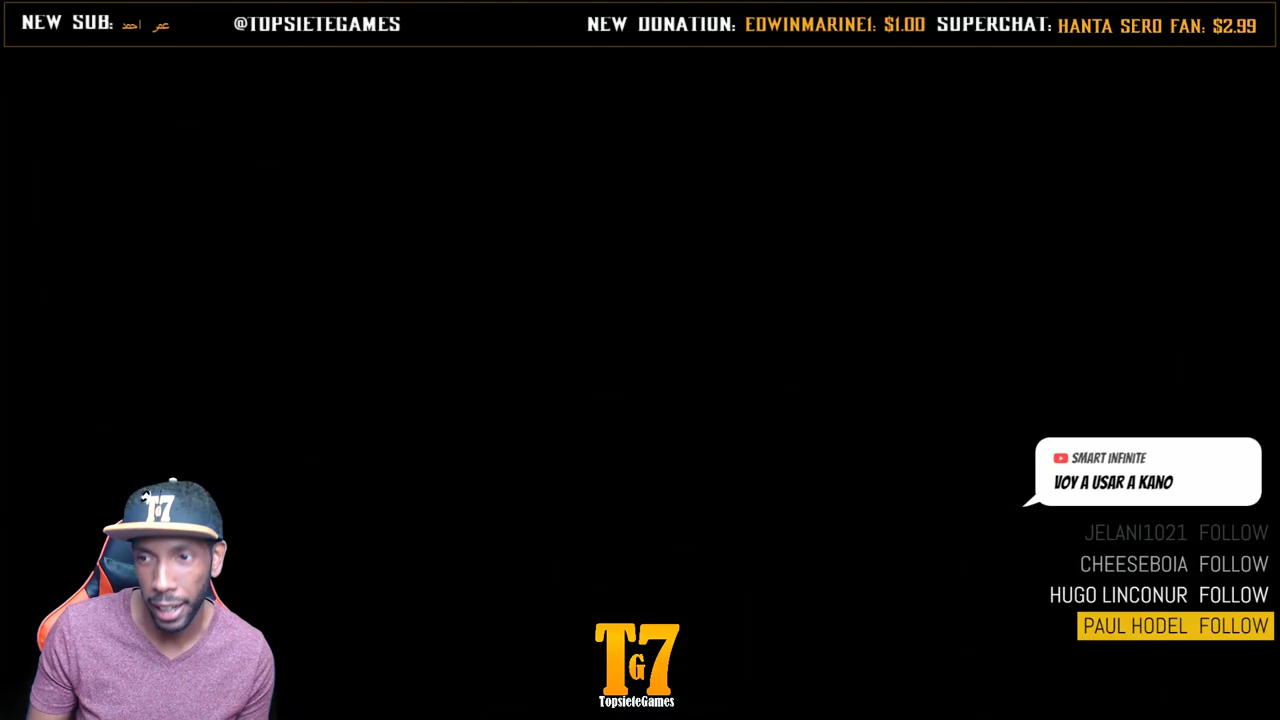 NEW SUB: عمر احمد
@TOPSIETEGAMES
NEW DONATION: EDWINMARINE1: $1.00
SUPERCHAT: HANTA SERO FAN: $2.99
SMART INFINITE
VOY A USAR A KANO
JELANI1021 FOLLOW
CHEESEBOIA FOLLOW
HUGO LINCONUR FOLLOW
PAUL HODEL FOLLOW
TG7
TG7
TopsieteGames